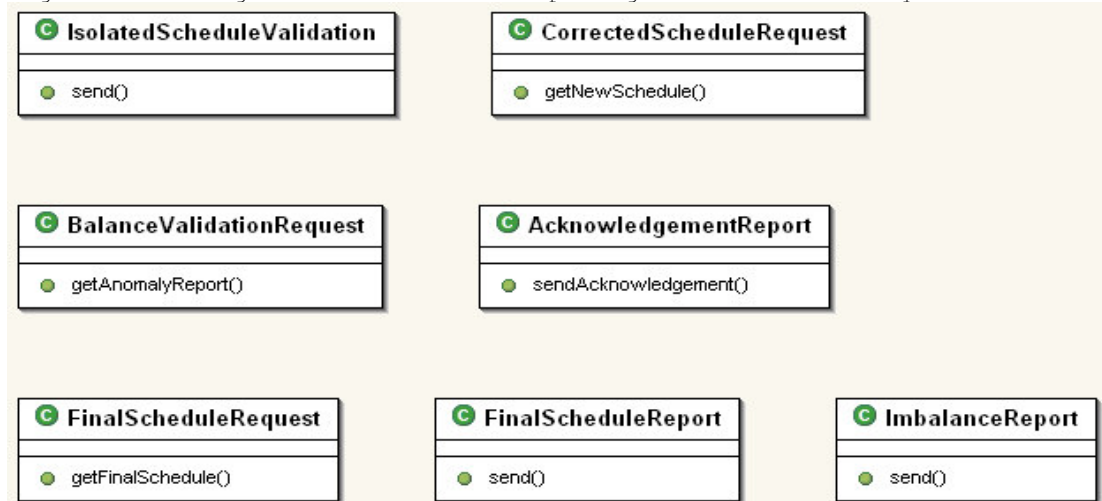 C IsolatedScheduleValidation
send()
C CorrectedScheduleRequest
getNewSchedule()
C BalanceValidationRequest
getAnomalyReport()
C AcknowledgementReport
sendAcknowledgement()
C FinalScheduleRequest
getFinalSchedule()
C FinalScheduleReport
send()
C ImbalanceReport
send()